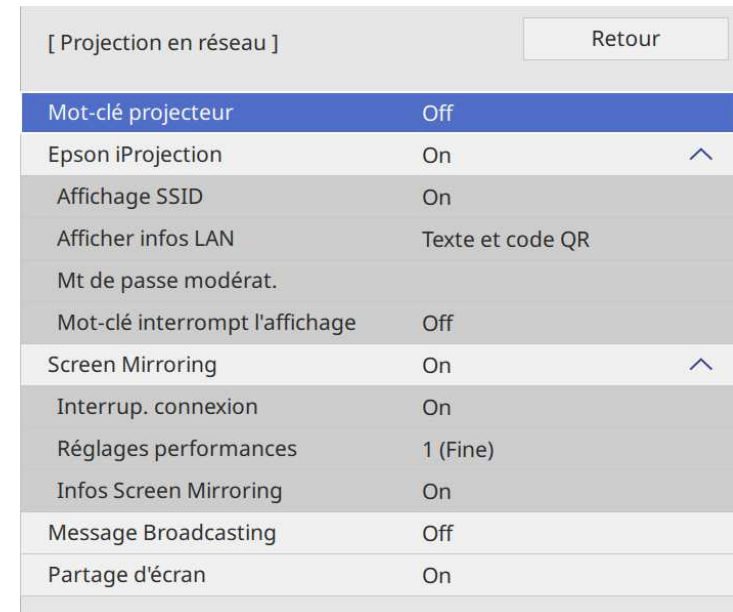 [ Projection en réseau ] Retour
Mot-clé projecteur Off
Epson iProjection On
Affichage SSID On
Afficher infos LAN Texte et code QR
Mt de passe modérat.
Mot-clé interrompt l'affichage Off
Screen Mirroring On
Interrup. connexion On
Réglages performances 1 (Fine)
Infos Screen Mirroring On
Message Broadcasting Off
Partage d'écran On